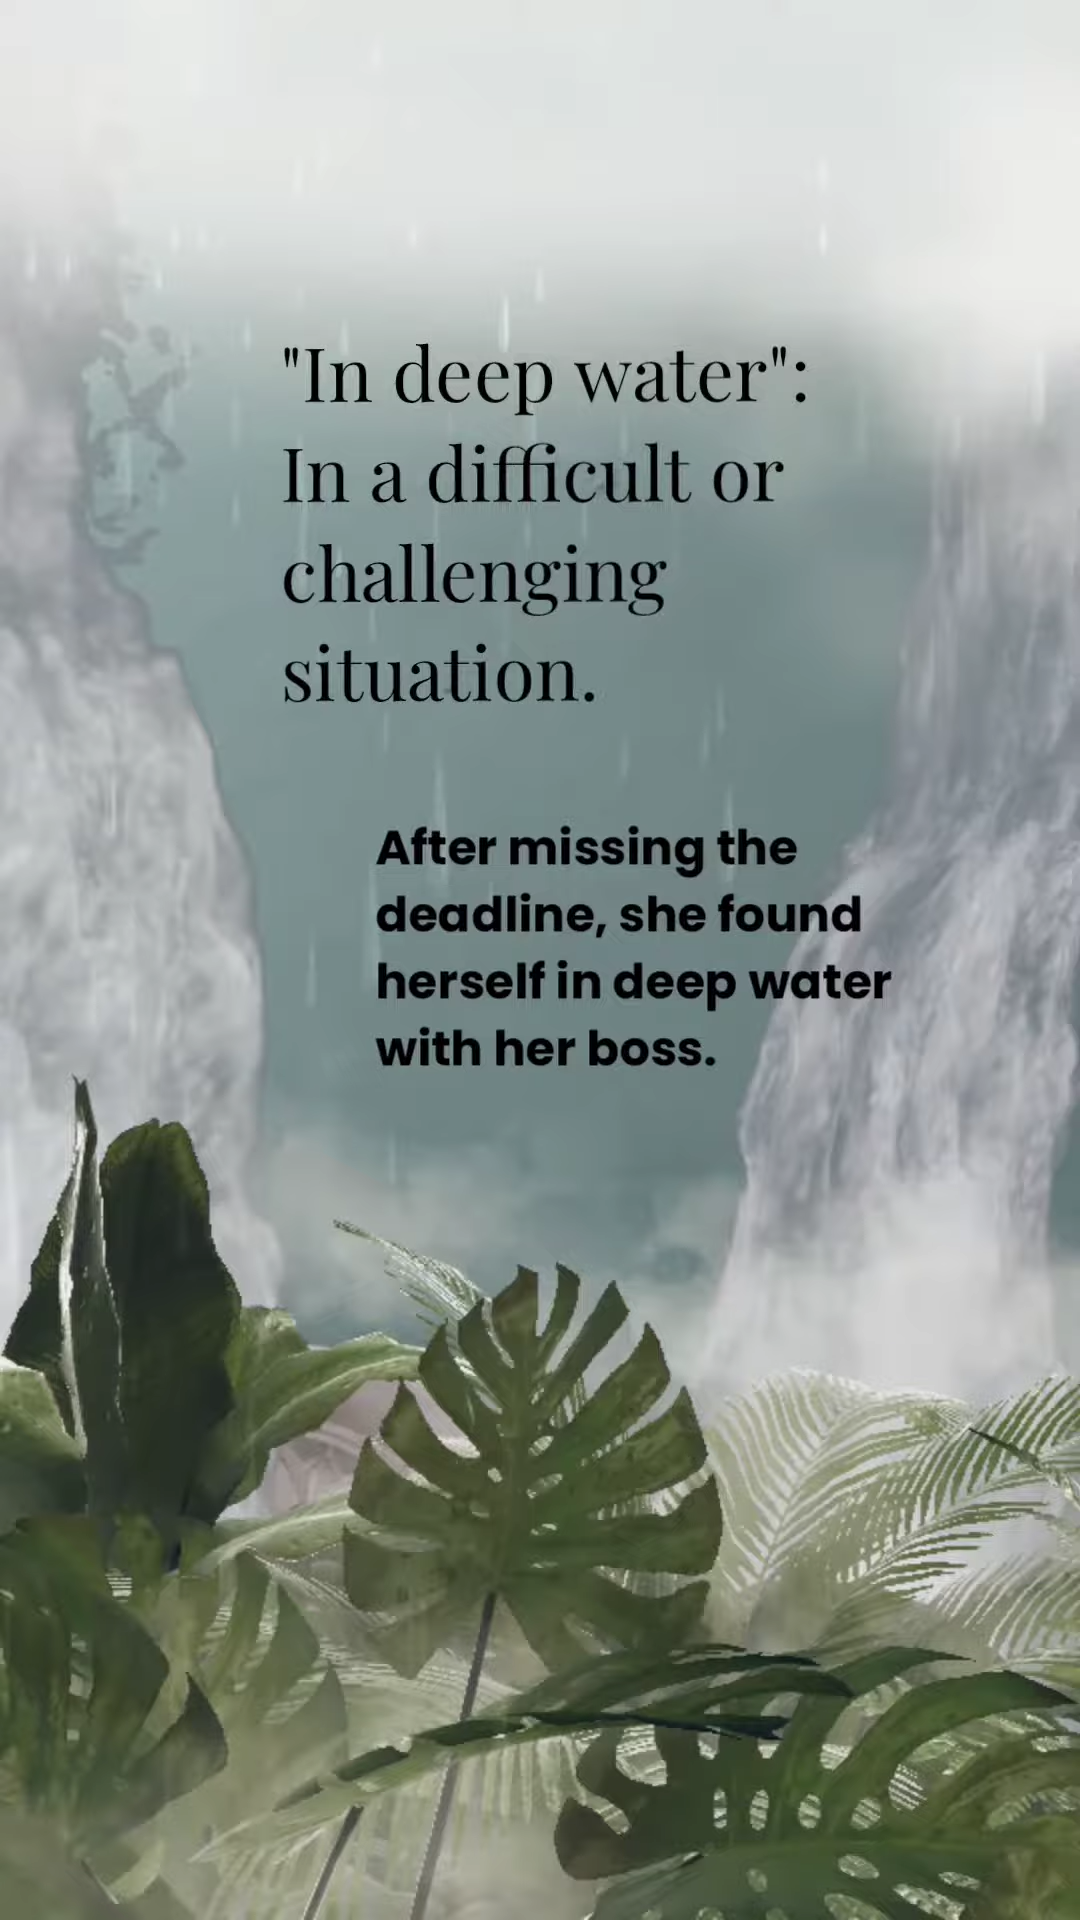 "In deep water":
In a difficult or
challenging
situation.
After missing the
deadline, she found
herself in deep water
with her boss.